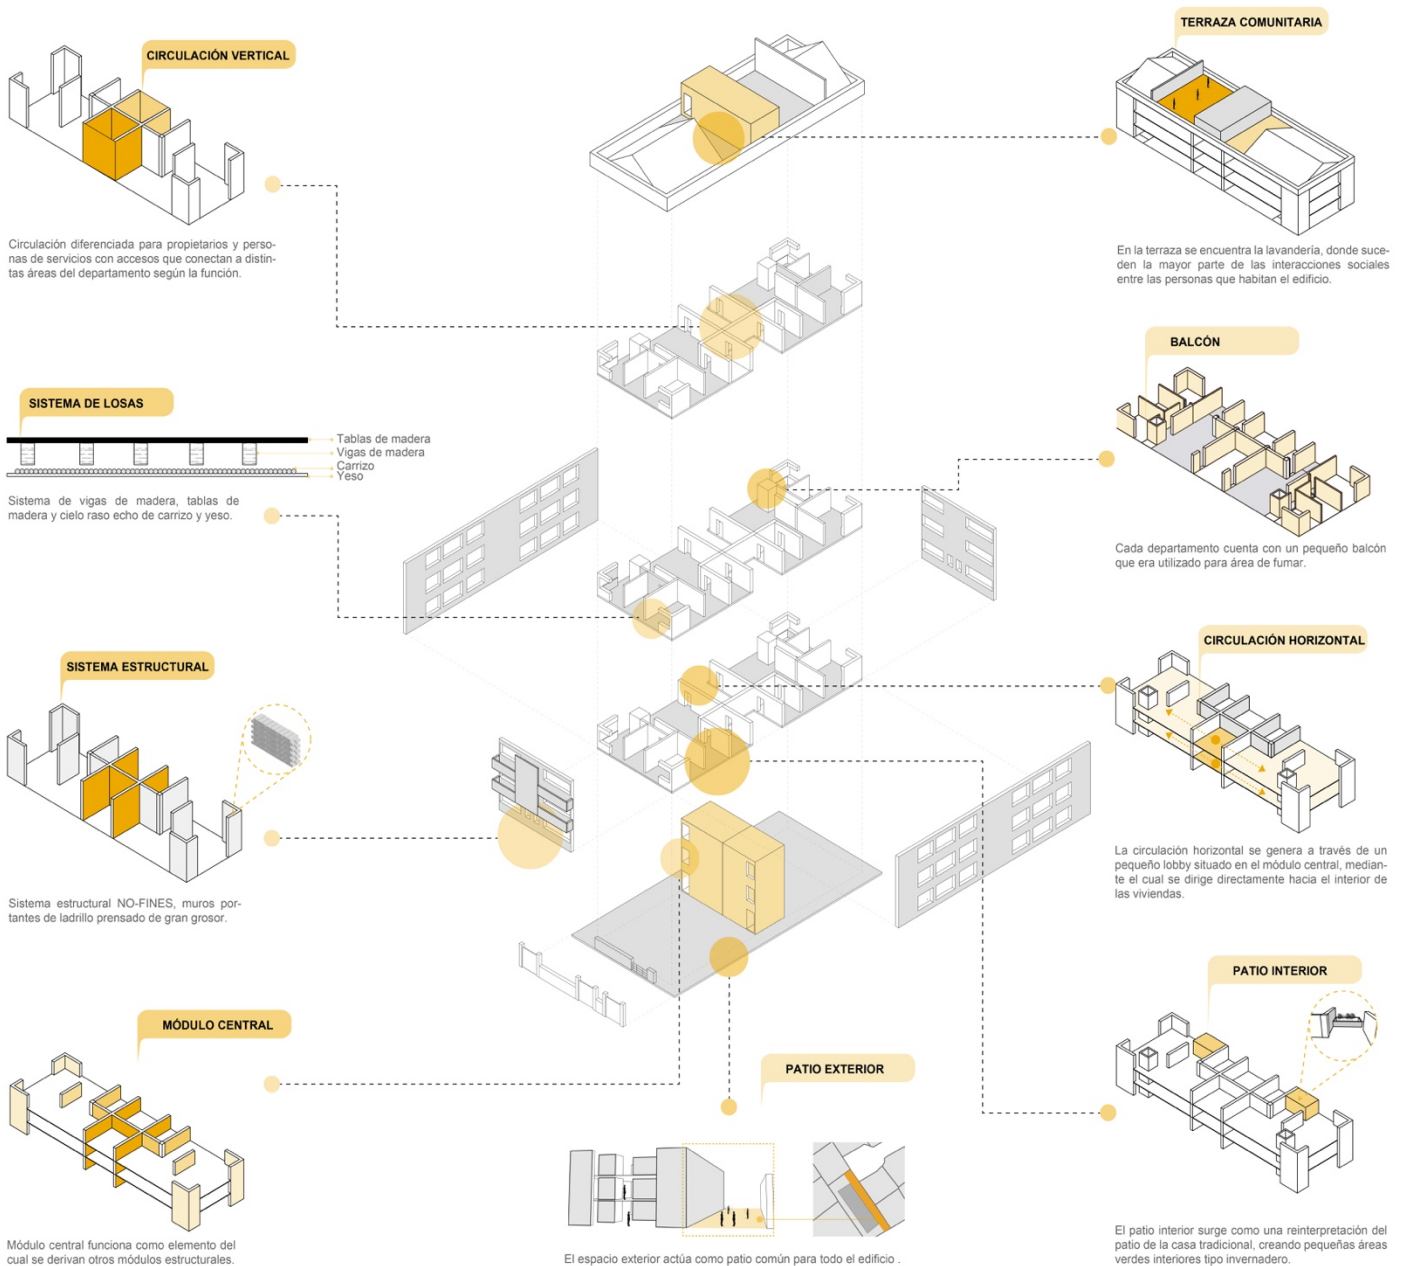 CIRCULACIÓN VERTICAL
Circulación diferenciada para propietarios y perso-
nas de servicios con accesos que conectan a distin-
tas áreas del departamento según la función.
SISTEMA DE LOSAS
Tablas de madera
Vigas de madera
Carrizo
Yeso
Sistema de vigas de madera, tablas de
madera y cielo raso echo de carrizo y yeso.
SISTEMA ESTRUCTURAL
Sistema estructural NO-FINES, muros por-
tantes de ladrillo prensado de gran grosor.
MÓDULO CENTRAL
Módulo central funciona como elemento del
cual se derivan otros módulos estructurales.
PATIO EXTERIOR
El espacio exterior actúa como patio común para todo el edificio .
TERRAZA COMUNITARIA
En la terraza se encuentra la lavandería, donde suce-
den la mayor parte de las interacciones sociales
entre las personas que habitan el edificio.
BALCÓN
Cada departamento cuenta con un pequeño balcón
que era utilizado para área de fumar.
CIRCULACIÓN HORIZONTAL
La circulación horizontal se genera a través de un
pequeño lobby situado en el módulo central, median-
te el cual se dirige directamente hacia el interior de
las viviendas.
PATIO INTERIOR
El patio interior surge como una reinterpretación del
patio de la casa tradicional, creando pequeñas áreas
verdes interiores tipo invernadero.